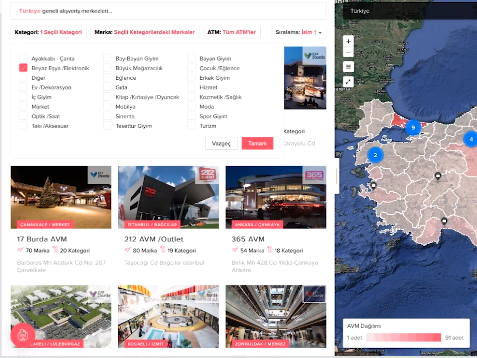 Türkiye geneli alışveriş merkezleri...
Kategori: 1 Seçili Kategori
Marka: Seçili Kategorilerdeki Markalar
ATM: Tüm ATM'ler
Sıralama: İsim
Ayakkabı - Çanta
Bay-Bayan Giyim
Bayan Giyim
Beyaz Eşya /Elektronik
Büyük Mağazacılık
Çocuk /Eğlence
Diğer
Eğlence
Erkek Giyim
Ev /Dekorasyon
Gıda
Hizmet
İç Giyim
Kitap /Kırtasiye /Oyuncak
Kozmetik /Sağlık
Market
Mobilya
Moda
Optik /Saat
Sinema
Spor Giyim
Takı /Aksesuar
Tesettür Giyim
Turizm
Vazgeç
Tamam
Kategori
ÇANAKKALE / MERKEZ
17 Burda AVM
70 Marka
20 Kategori
Barbaros Mh Atatürk Cd No: 207
Çanakkale
212
İSTANBUL / BAĞCILAR
212 AVM /Outlet
80 Marka
19 Kategori
Taşocağı Cd Bağcılar İstanbul
365
ANKARA / ÇANKAYA
365 AVM
54 Marka
18 Kategori
Birlik Mh 428.Cd Yıldız-Çankaya
Ankara
KOCAELİ / İZMİT
ZONGULDAK / MERKEZ
Türkiye
+
−
9
4
2
AVM Dağılımı
1 adet
91 adet